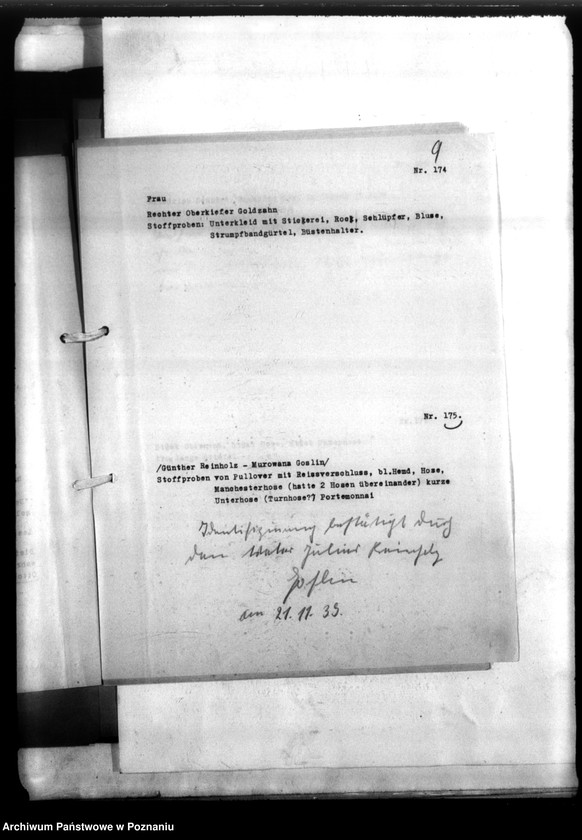 9
Nr. 174
Frau
Rechter Oberkiefer Goldzahn
Stoffproben: Unterkleid mit Stickerei, Rock, Schlüpfer, Bluse,
Strumpfbandgürtel, Büstenhalter.
Nr. 175.
/Günther Reinholz - Murowana Goslin/
Stoffproben von Pullover mit Reissverschluss, bl.Hemd, Hose,
Manchesterhose (hatte 2 Hosen übereinander) kurze
Unterhose (Turnhose?) Portemonnai
Identifizierung bestätigt durch
den Vater Julius Reinholz
Goslin
am 21.11.39.
Archiwum Państwowe w Poznaniu